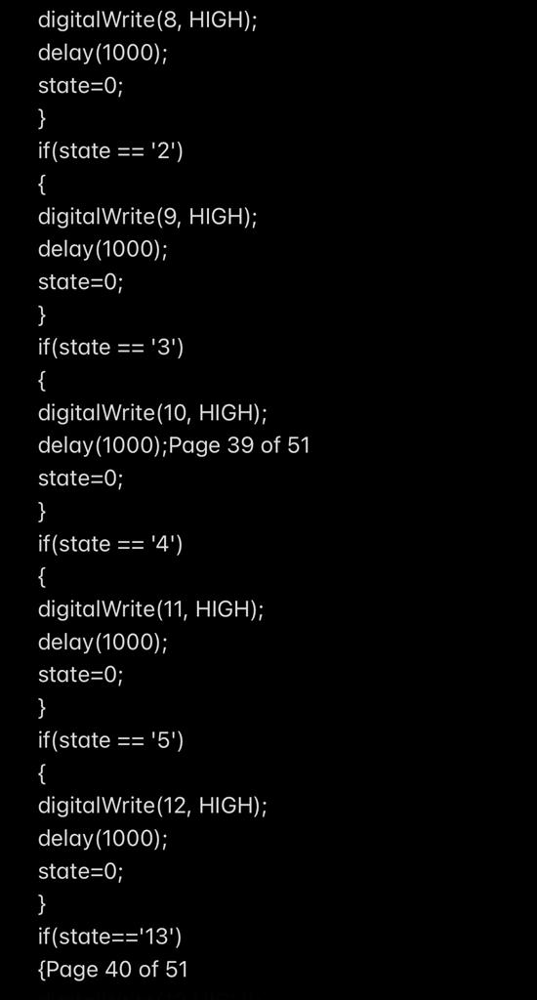 digitalWrite(8, HIGH);
delay(1000);
state=0;
}
if(state == '2')
{
digitalWrite(9, HIGH);
delay(1000);
state=0;
}
if(state == '3')
{
digitalWrite(10, HIGH);
delay(1000);Page 39 of 51
state=0;
}
if(state == '4')
{
digitalWrite(11, HIGH);
delay(1000);
state=0;
}
if(state == '5')
{
digitalWrite(12, HIGH);
delay(1000);
state=0;
}
if(state=='13')
{Page 40 of 51